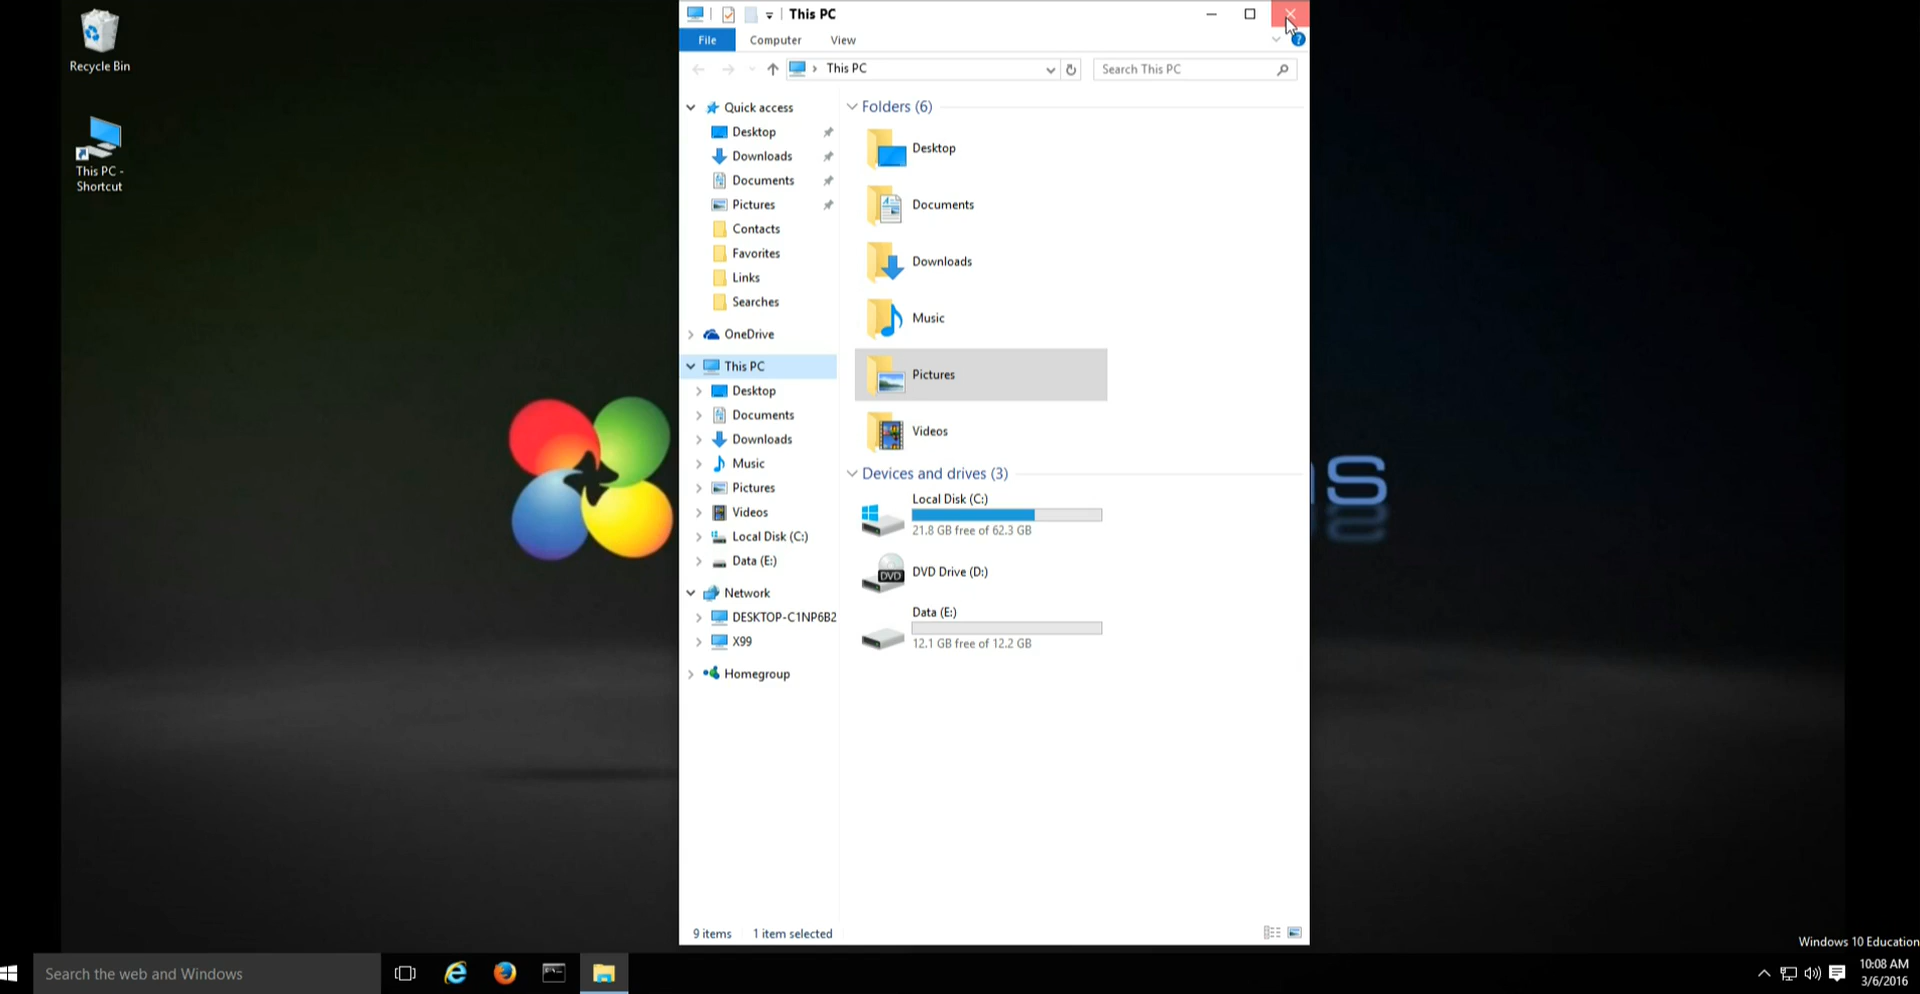 Recycle Bin
This PC -
Shortcut
This PC
File
Computer
View
This PC
Search This PC
Quick access
Desktop
Downloads
Documents
Pictures
Contacts
Favorites
Links
Searches
OneDrive
This PC
Desktop
Documents
Downloads
Music
Pictures
Videos
Local Disk (C:)
Data (E:)
Network
DESKTOP-C1NP6B2
X99
Homegroup
Folders (6)
Desktop
Documents
Downloads
Music
Pictures
Videos
Devices and drives (3)
Local Disk (C:)
21.8 GB free of 62.3 GB
DVD
DVD Drive (D:)
Data (E:)
12.1 GB free of 12.2 GB
9 items
1 item selected
s
Windows 10 Education
Search the web and Windows
10:08 AM
3/6/2016